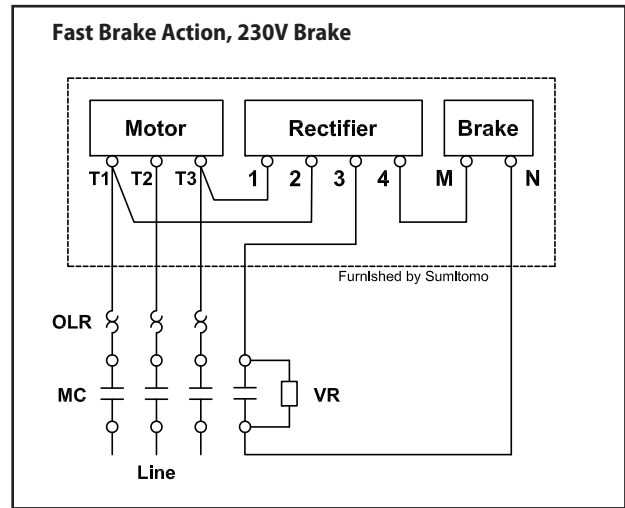 Fast Brake Action, 230V Brake
Motor Rectifier Brake
T1 T2 T3 1 2 3 4 M N
Furnished by Sumitomo
OLR
MC VR
Line